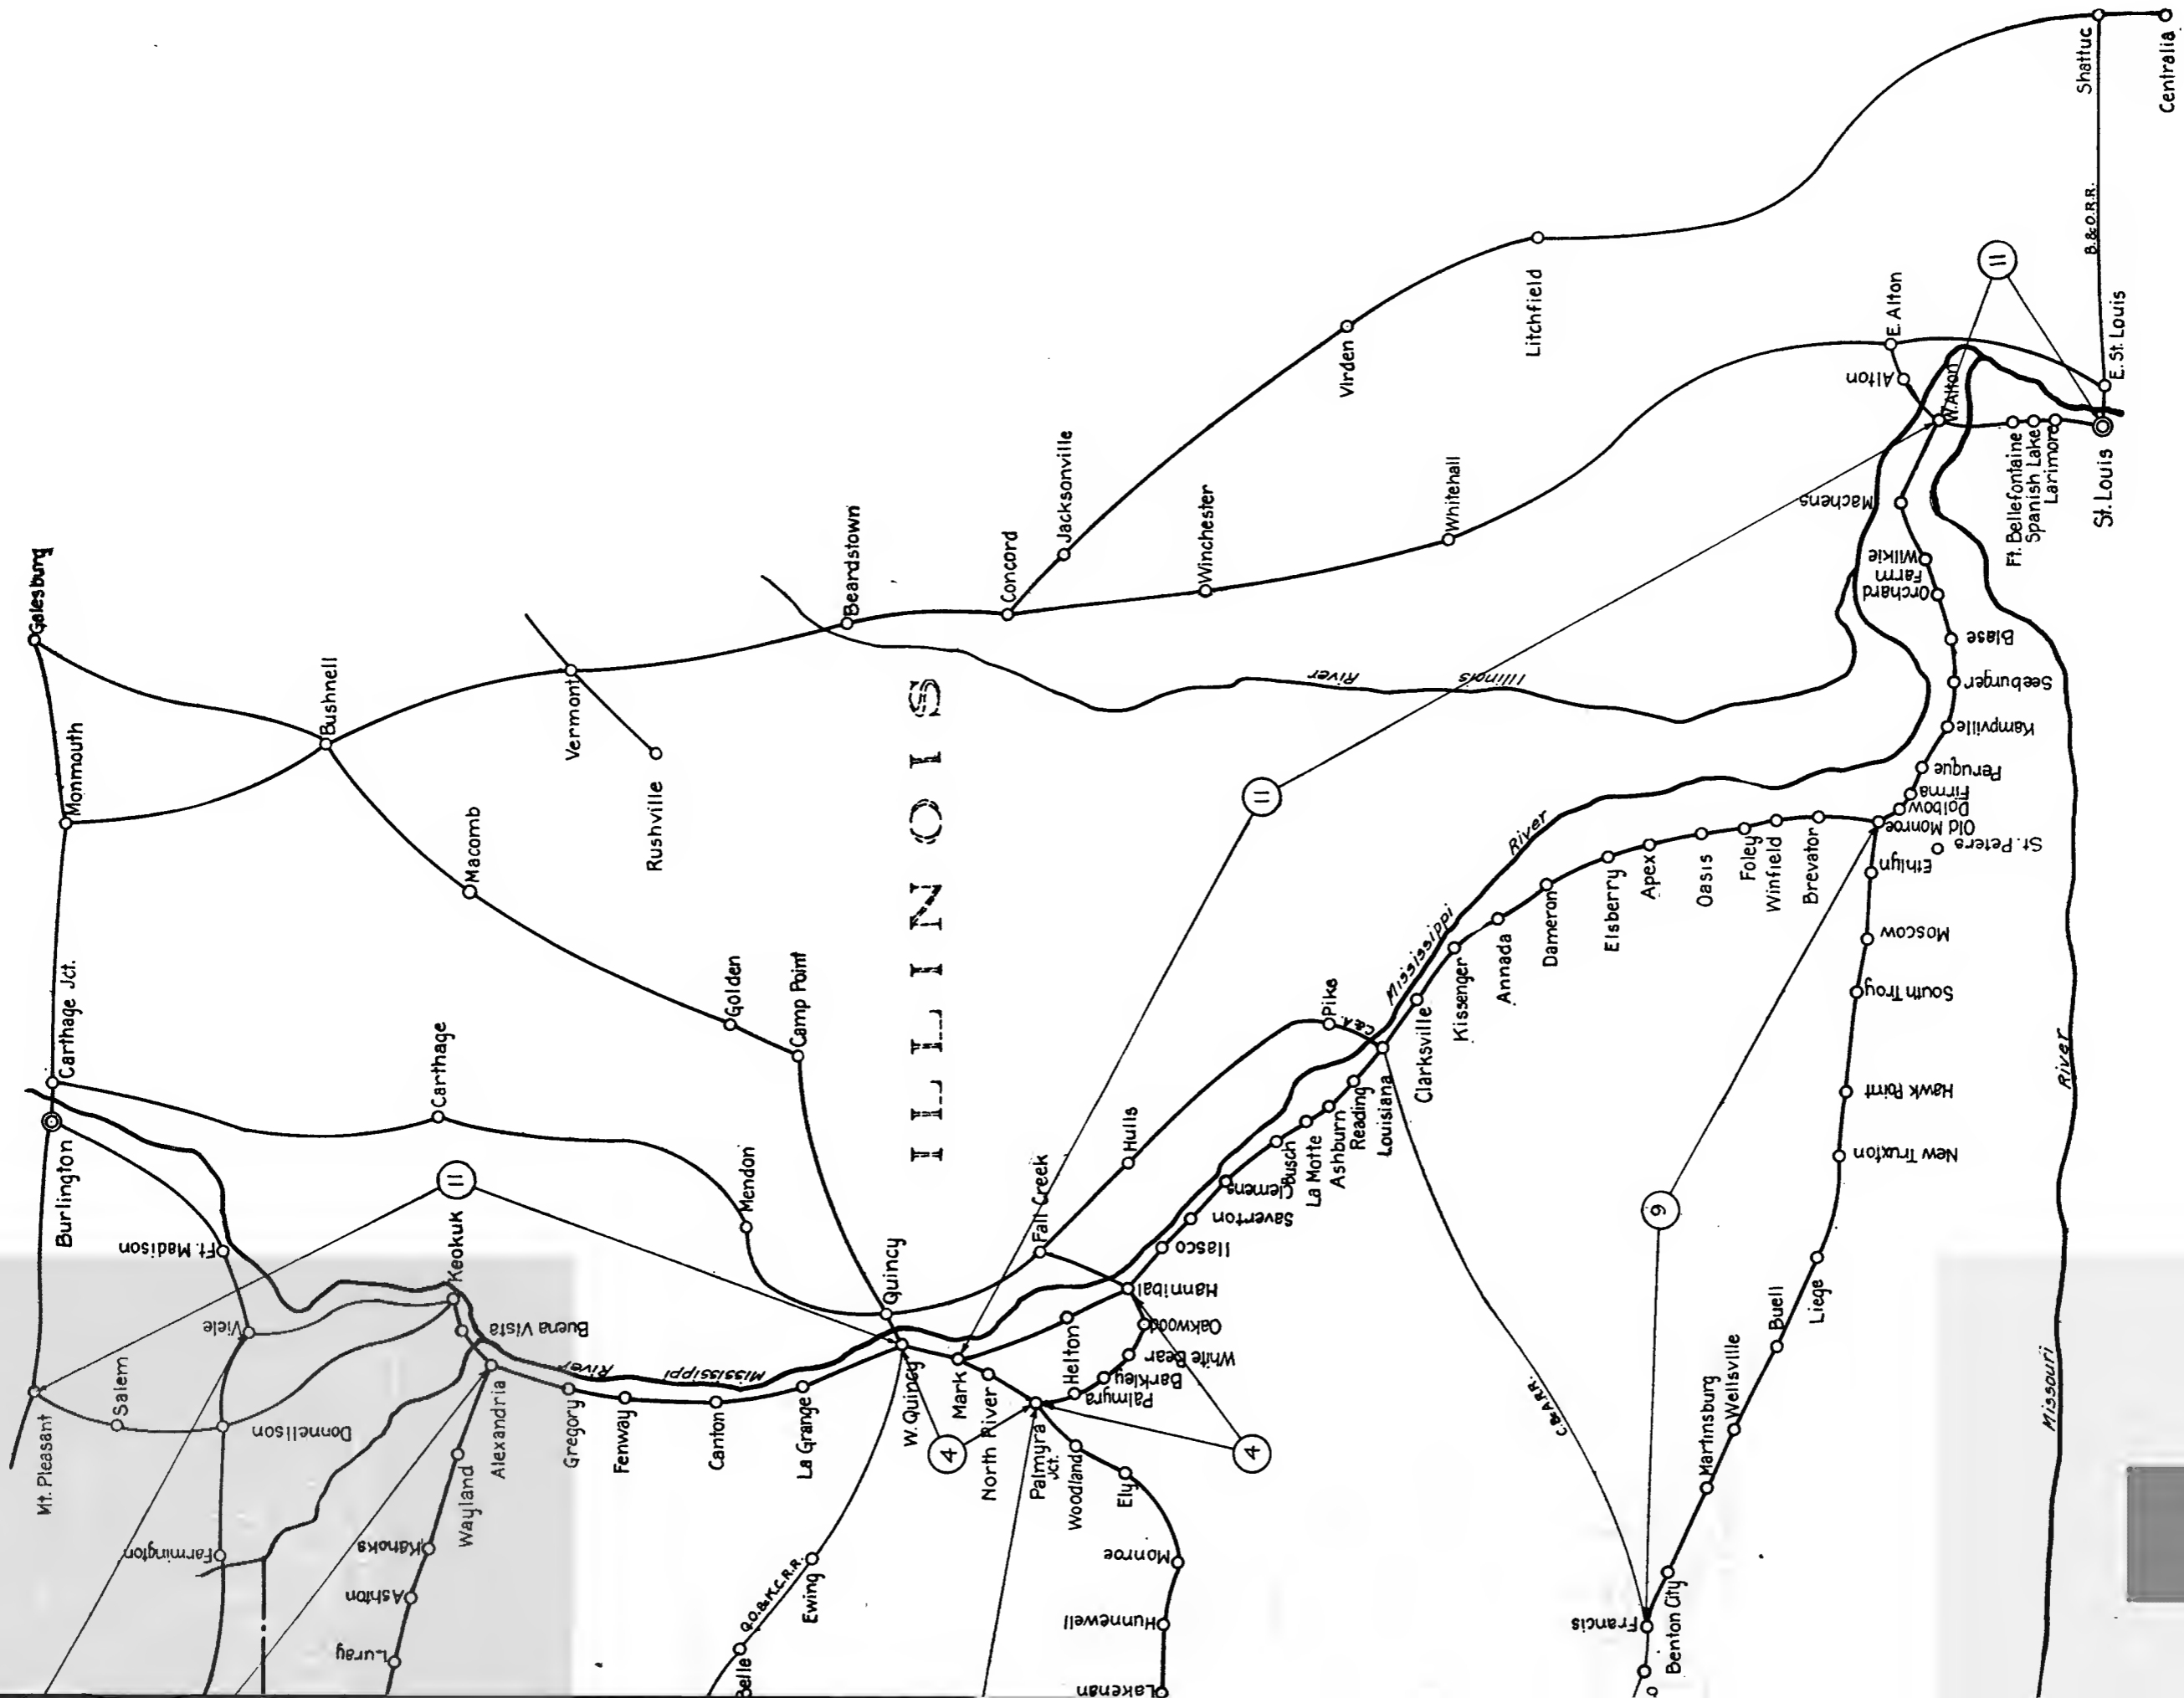 Galesburg
Monmouth
Bushnell
Carthage Jct.
Burlington
Macomb
Vermont
Rushville
Beardstown
Concord
Jacksonville
Winchester
Whitehall
Virden
Litchfield
Shattuc
Centralia
B.&O.R.R.
E. Alton
Alton
W. Alton
11
E. St. Louis
St. Louis
Ft. Bellefontaine
Spanish Lake
Larimore
Machens
Wilkie
Orchard
Farm
Blase
Seeburger
Kampville
Peruque
Firma
Dolbow
Old Monroe
St. Peters
Ethlyn
Moscow
South Troy
Hawk Point
New Truxton
Liege
Buell
Wellsville
Martinsburg
Benton City
Francis
9
C.&A.R.R.
Missouri
River
Illinois
River
ILLINOIS
Golden
Camp Point
Carthage
Mendon
Quincy
Fall Creek
Hulls
Pike
C&A.
Mississippi
River
11
Brevator
Winfield
Foley
Oasis
Apex
Elsberry
Dameron
Annada
Kissenger
Clarksville
Louisiana
Reading
Ashburn
La Motte
Busch
Clemens
Saverton
Ilasco
Hannibal
Oakwood
White Bear
Barkley
Palmyra
Helton
Palmyra
Jct.
North River
Mark
W. Quincy
4
4
Woodland
Ely
Monroe
Hunnewell
Lakenan
Ewing
Q.O.&K.C.R.R.
Belle
La Grange
Canton
Fenway
Gregory
Mississippi
River
Alexandria
Buena Vista
Keokuk
11
Ft. Madison
Viele
Salem
Mt. Pleasant
Donnellson
Farmington
Wayland
Kahoka
Ashton
Luray